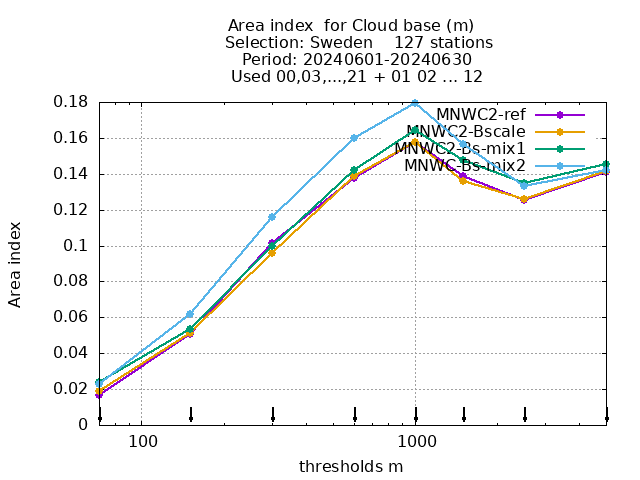 Area index  for Cloud base (m)
Selection: Sweden    127 stations
Period: 20240601-20240630
Used 00,03,...,21 + 01 02 ... 12
0.18
0.16
0.14
0.12
0.1
0.08
0.06
0.04
0.02
0
Area index
MNWC2-ref
MNWC2-Bscale
MNWC2-Bs-mix1
MNWC-Bs-mix2
100
1000
thresholds m